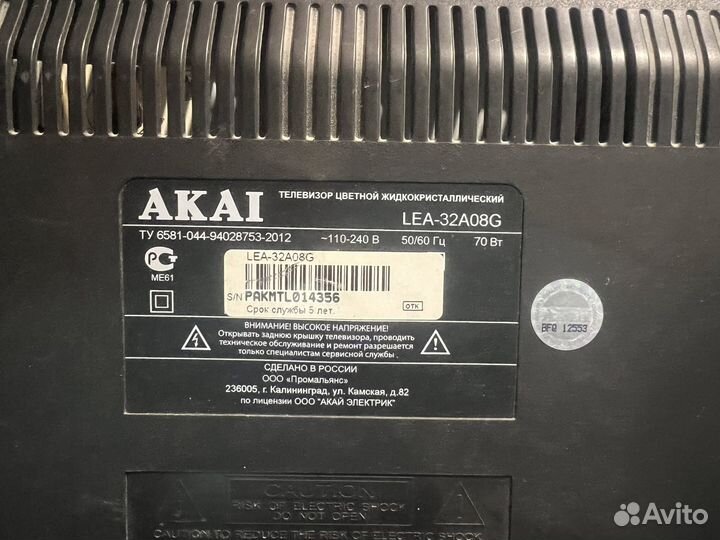 AKAI
ТЕЛЕВИЗОР ЦВЕТНОЙ ЖИДКОКРИСТАЛЛИЧЕСКИЙ
LEA-32A08G
ТУ 6581-044-94028753-2012 ~110-240 В 50/60 Гц 70 Вт
РСТ
ME61
LEA-32A08G
S/N PAKMTL014356
ОТК
Срок службы 5 лет.
BFQ 12553
ВНИМАНИЕ! ВЫСОКОЕ НАПРЯЖЕНИЕ!
Открывать заднюю крышку телевизора, проводить
техническое обслуживание и ремонт разрешается
только специалистам сервисной службы .
СДЕЛАНО В РОССИИ
ООО «Промальянс»
236005, г. Калининград, ул. Камская, д.82
по лицензии ООО "АКАЙ ЭЛЕКТРИК"
CAUTION
RISK OF ELECTRIC SHOCK
DO NOT OPEN
CAUTION TO REDUCE THE RISK OF ELECTRIC SHOCK
Avito